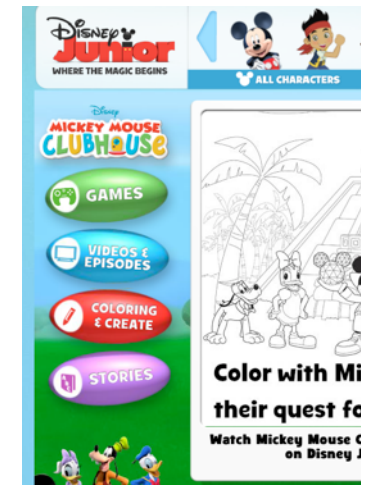 Disney
Junior
WHERE THE MAGIC BEGINS
ALL CHARACTERS
Disney
MICKEY MOUSE
CLUBHOUSE
GAMES
VIDEOS &
EPISODES
COLORING
& CREATE
STORIES
Color with Mi
their quest fo
Watch Mickey Mouse C
on Disney J